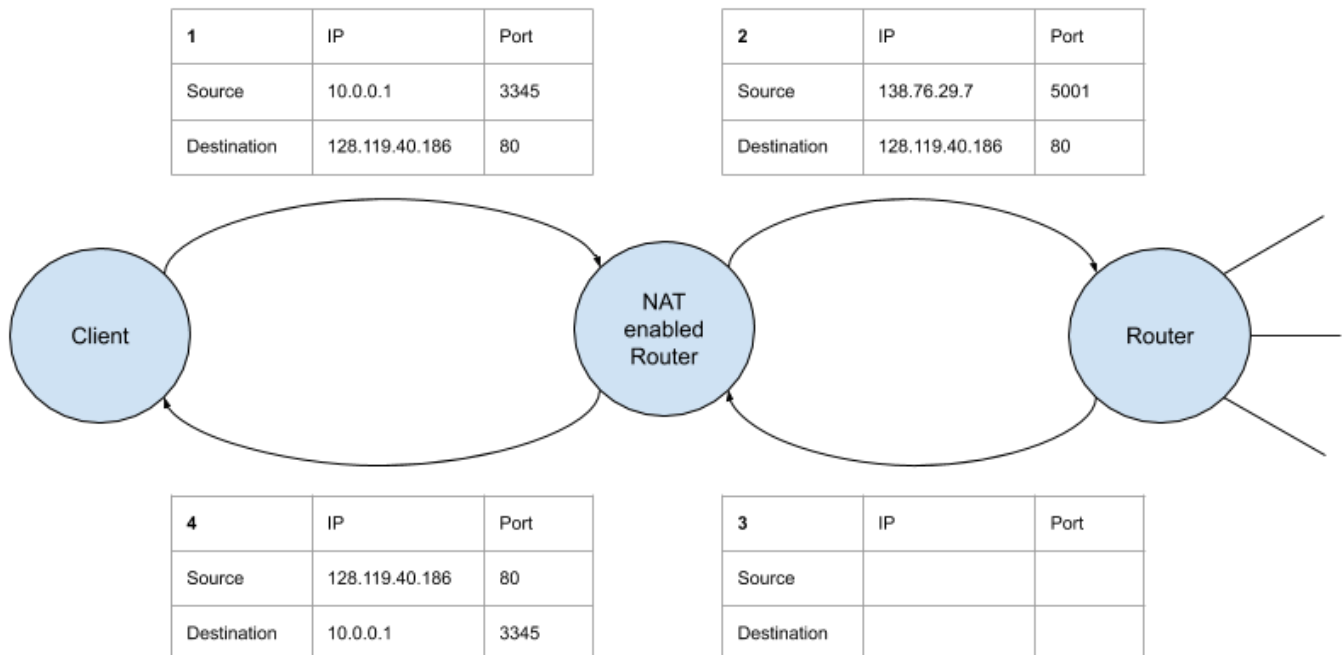 1 IP Port
Source 10.0.0.1 3345
Destination 128.119.40.186 80
2 IP Port
Source 138.76.29.7 5001
Destination 128.119.40.186 80
Client
NAT
enabled
Router
Router
4 IP Port
Source 128.119.40.186 80
Destination 10.0.0.1 3345
3 IP Port
Source
Destination